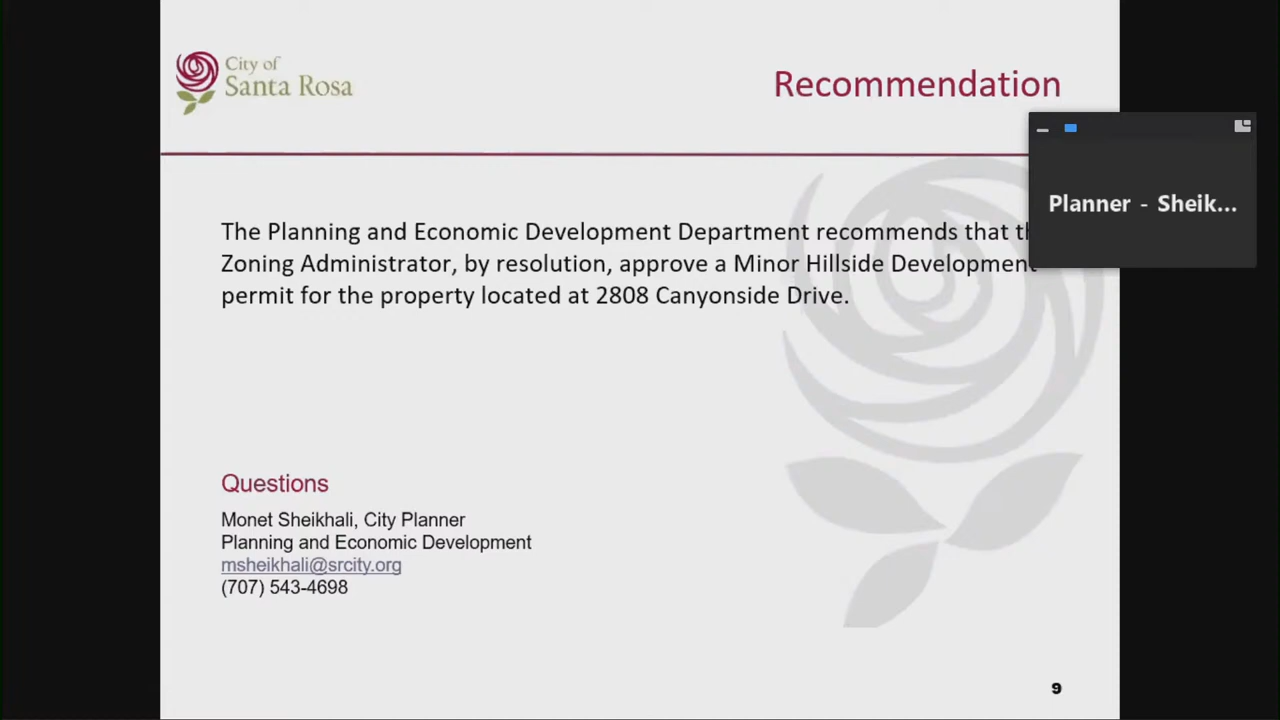 City of
Santa Rosa
Recommendation
Planner - Sheik...
The Planning and Economic Development Department recommends that
Zoning Administrator, by resolution, approve a Minor Hillside Development
permit for the property located at 2808 Canyonside Drive.
Questions
Monet Sheikhali, City Planner
Planning and Economic Development
msheikhali@srcity.org
(707) 543-4698
9